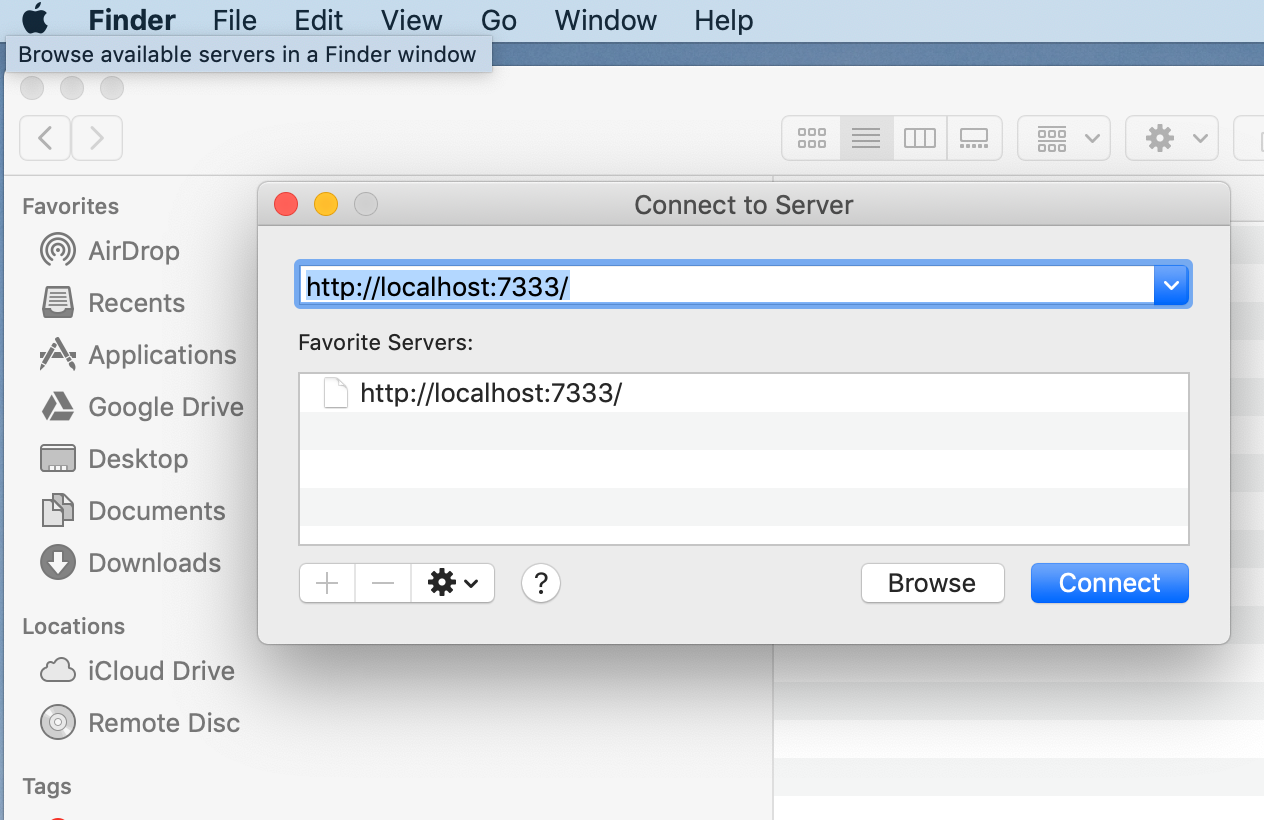 Finder File Edit View Go Window Help
Browse available servers in a Finder window
Favorites
AirDrop
Recents
Applications
Google Drive
Desktop
Documents
Downloads
Locations
iCloud Drive
Remote Disc
Tags
Connect to Server
http://localhost:7333/
Favorite Servers:
http://localhost:7333/
?
Browse
Connect